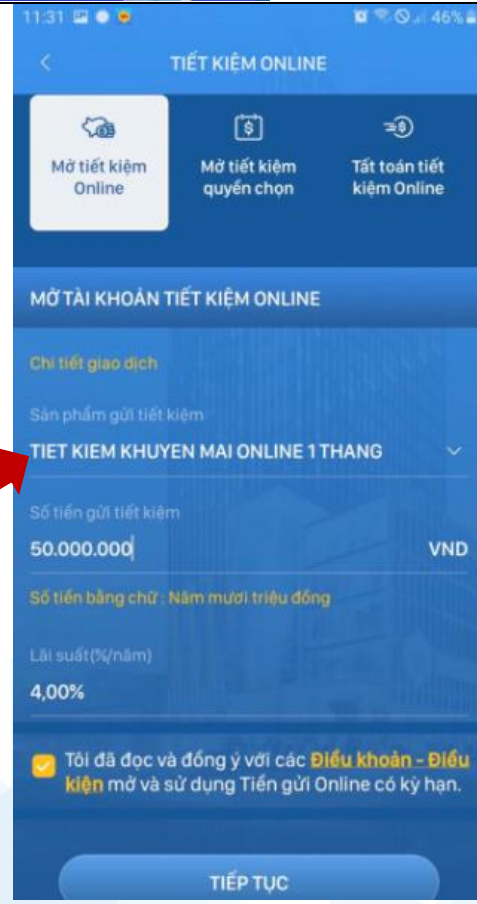 11:31 46%
TIẾT KIỆM ONLINE
Mở tiết kiệm
Online
Mở tiết kiệm
quyển chọn
Tất toán tiết
kiệm Online
MỞ TÀI KHOẢN TIẾT KIỆM ONLINE
Chi tiết giao dịch
Sản phẩm gửi tiết kiệm
TIET KIEM KHUYEN MAI ONLINE 1 THANG
Số tiền gửi tiết kiệm
50.000.000 VND
Số tiền bằng chữ : Năm mươi triệu đồng
Lãi suất(%/năm)
4,00%
Tôi đã đọc và đồng ý với các Điều khoản - Điều
kiện mở và sử dụng Tiền gửi Online có kỳ hạn.
TIẾP TỤC